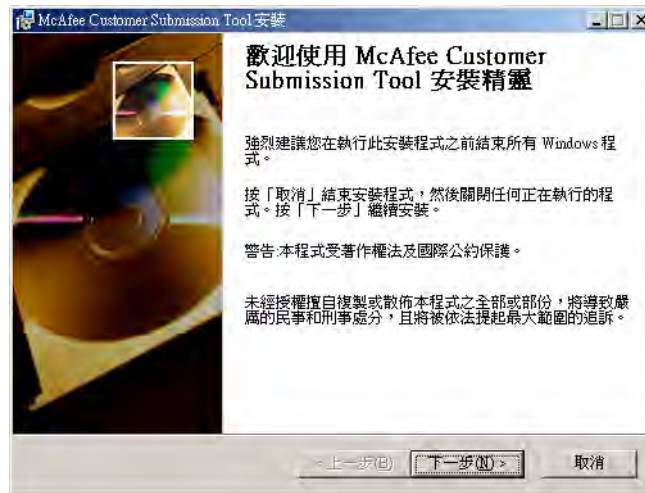 McAfee Customer Submission Tool 安裝
歡迎使用 McAfee Customer
Submission Tool 安裝精靈
強烈建議您在執行此安裝程式之前結束所有 Windows 程
式。
按「取消」結束安裝程式，然後關閉任何正在執行的程
式。按「下一步」繼續安裝。
警告:本程式受著作權法及國際公約保護。
未經授權擅自複製或散佈本程式之全部或部份，將導致嚴
厲的民事和刑事處分，且將被依法提起最大範圍的追訴。
<上一步(B)
下一步(N) >
取消